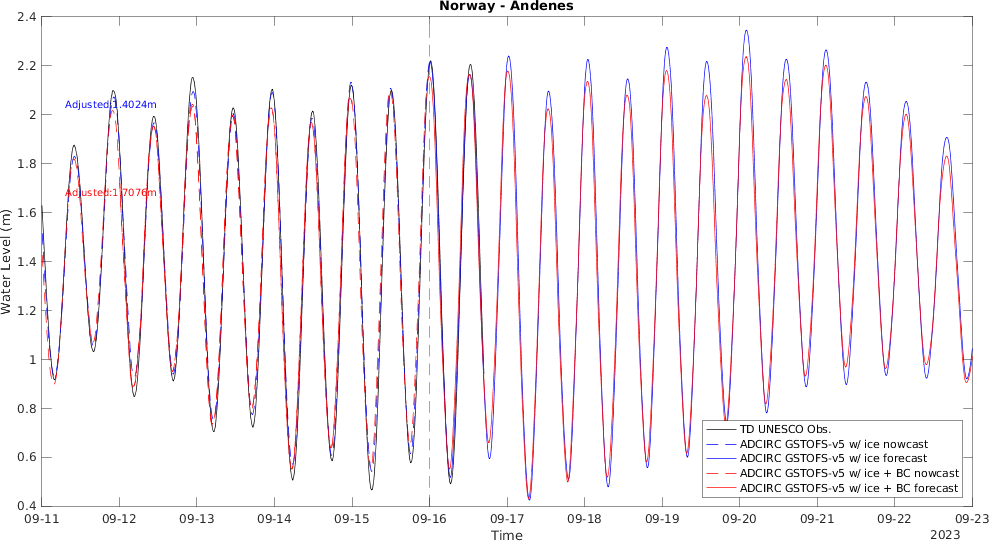 Norway - Andenes
2.4
2.2
2
1.8
1.6
1.4
1.2
1
0.8
0.6
0.4
Water Level (m)
Adjusted:1.4024m
Adjusted:1.7076m
TD UNESCO Obs.
ADCIRC GSTOFS-v5 w/ ice nowcast
ADCIRC GSTOFS-v5 w/ ice forecast
ADCIRC GSTOFS-v5 w/ ice + BC nowcast
ADCIRC GSTOFS-v5 w/ ice + BC forecast
09-11 09-12 09-13 09-14 09-15 09-16 09-17 09-18 09-19 09-20 09-21 09-22 09-23
Time
2023